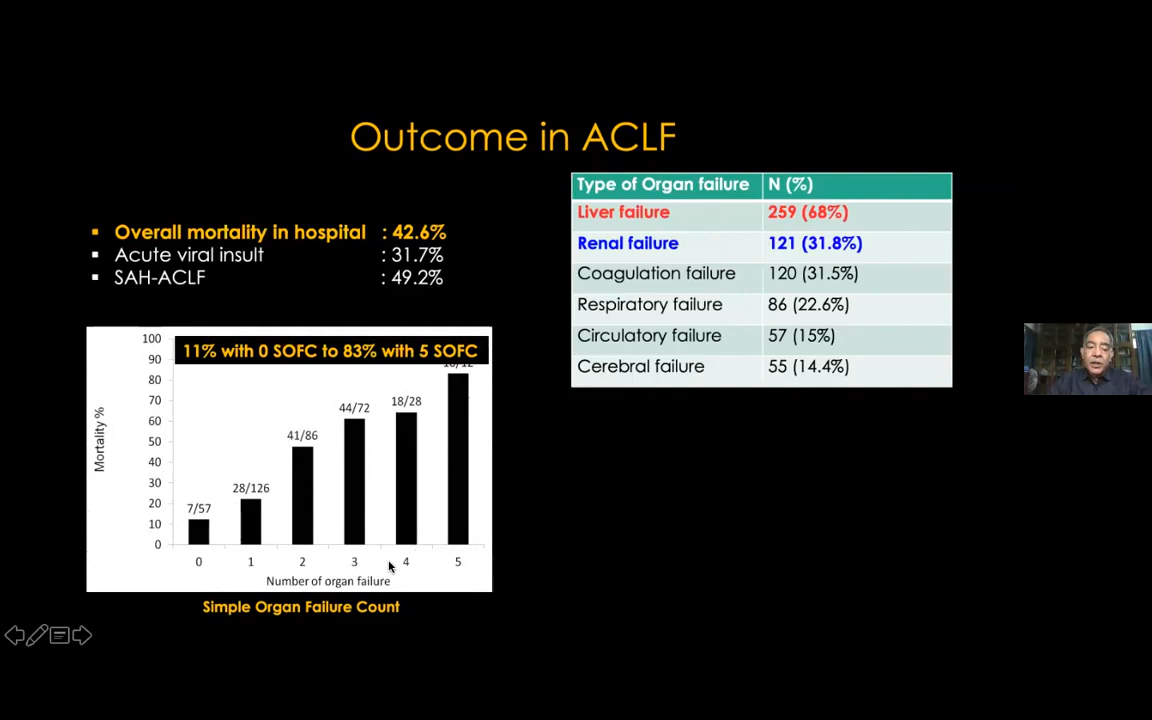 Outcome in ACLF
▪ Overall mortality in hospital : 42.6%
▪ Acute viral insult : 31.7%
▪ SAH-ACLF : 49.2%
Type of Organ failure N (%)
Liver failure 259 (68%)
Renal failure 121 (31.8%)
Coagulation failure 120 (31.5%)
Respiratory failure 86 (22.6%)
Circulatory failure 57 (15%)
Cerebral failure 55 (14.4%)
11% with 0 SOFC to 83% with 5 SOFC
Mortality %
100
90
80
70
60
50
40
30
20
10
0
7/57
28/126
41/86
44/72
18/28
0 1 2 3 4 5
Number of organ failure
Simple Organ Failure Count